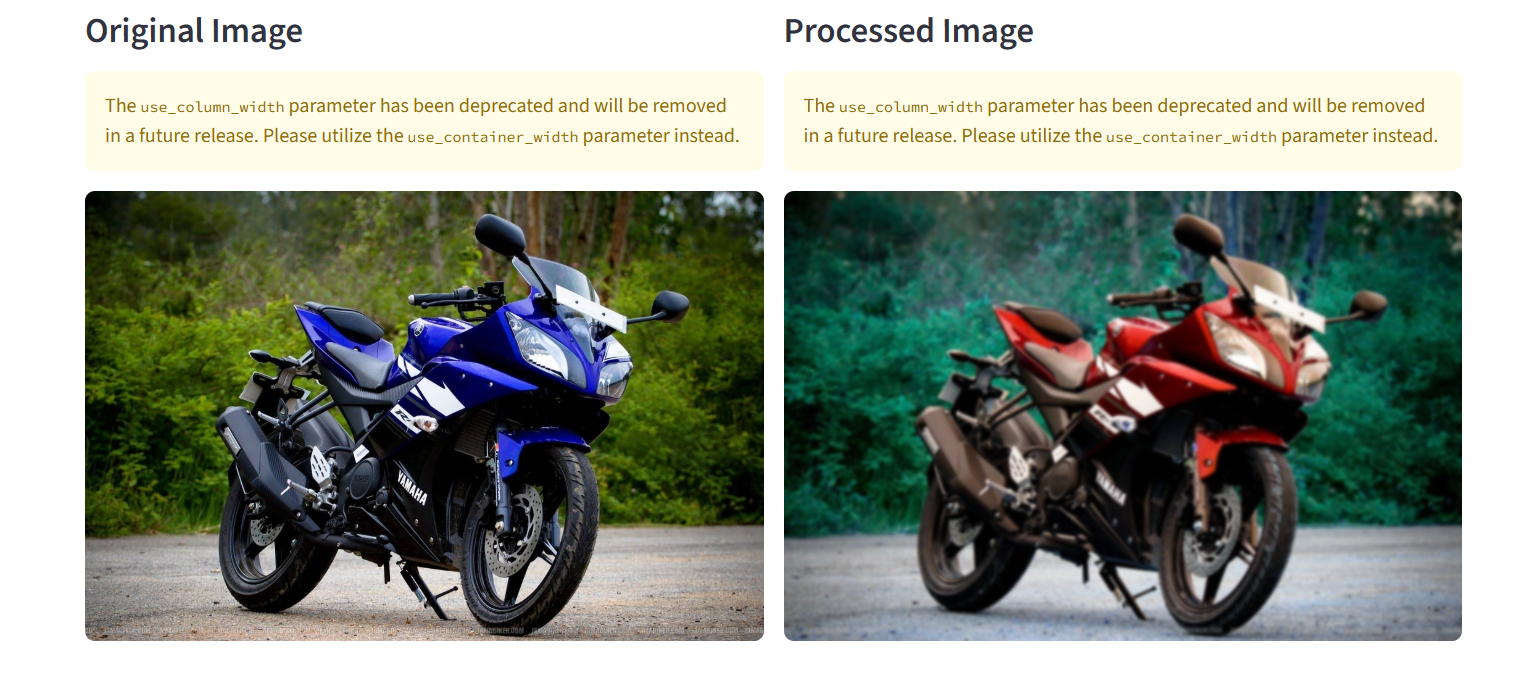 Original Image
The use_column_width parameter has been deprecated and will be removed
in a future release. Please utilize the use_container_width parameter instead.
Processed Image
The use_column_width parameter has been deprecated and will be removed
in a future release. Please utilize the use_container_width parameter instead.
YAMAHA
YAMAHA